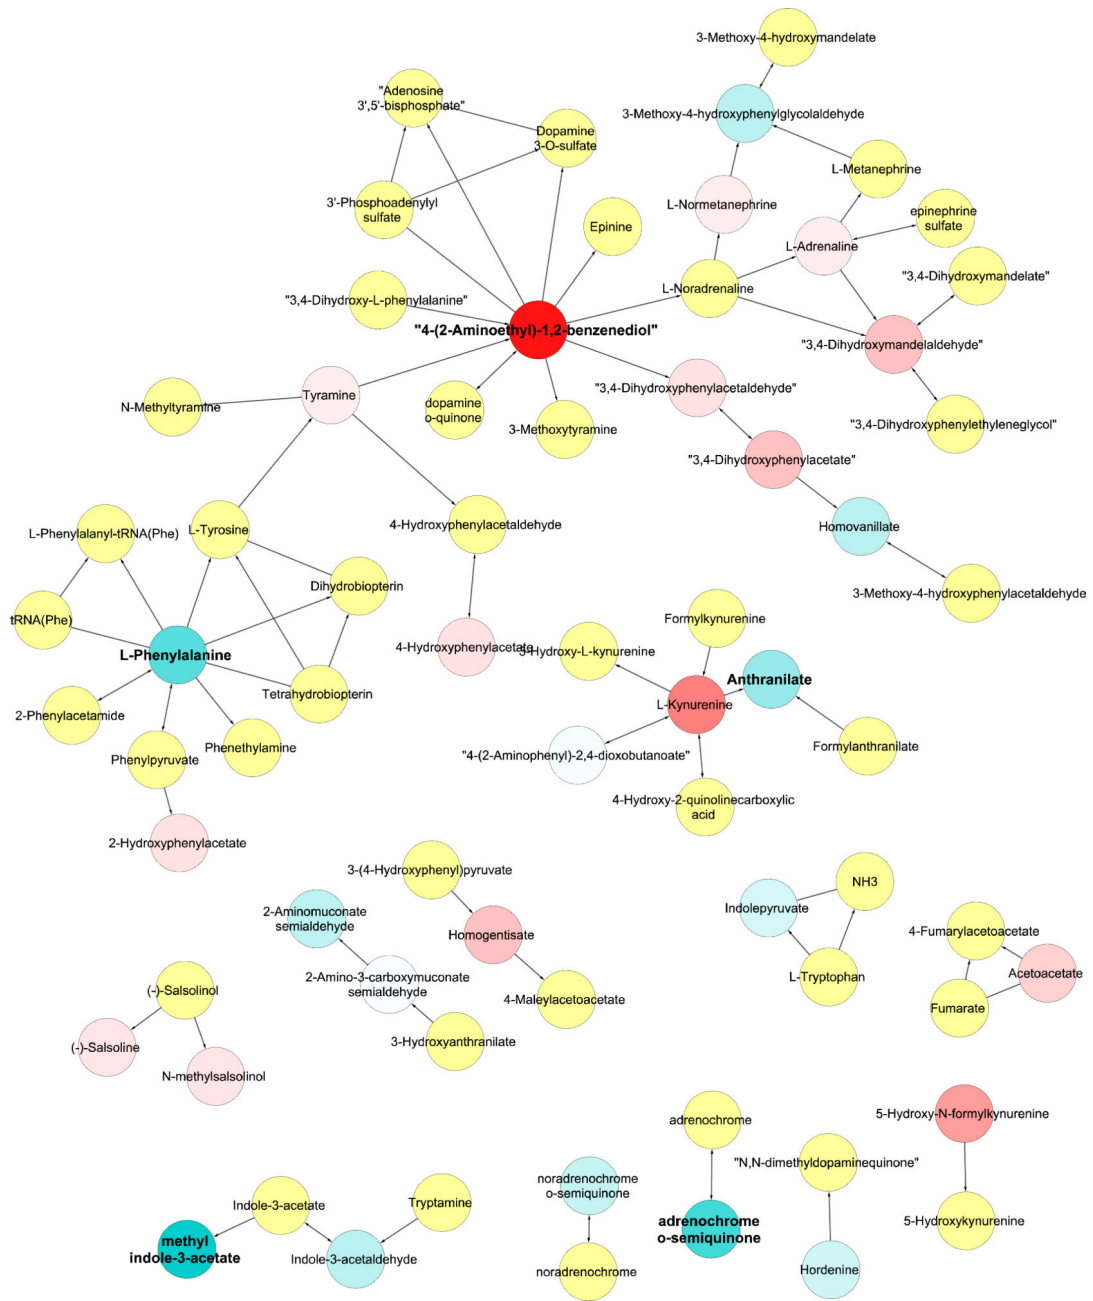 3-Methoxy-4-hydroxymandelate
"Adenosine
3',5'-bisphosphate"
3-Methoxy-4-hydroxyphenylglycolaldehyde
Dopamine
3-O-sulfate
L-Metanephrine
3'-Phosphoadenylyl
sulfate
L-Normetanephrine
epinephrine
sulfate
Epinine
L-Adrenaline
"3,4-Dihydroxymandelate"
"3,4-Dihydroxy-L-phenylalanine"
L-Noradrenaline
"4-(2-Aminoethyl)-1,2-benzenediol"
"3,4-Dihydroxymandelaldehyde"
Tyramine
"3,4-Dihydroxyphenylacetaldehyde"
N-Methyltyramine
dopamine
o-quinone
3-Methoxytyramine
"3,4-Dihydroxyphenylethyleneglycol"
"3,4-Dihydroxyphenylacetate"
L-Phenylalanyl-tRNA(Phe)
L-Tyrosine
4-Hydroxyphenylacetaldehyde
Homovanillate
Dihydrobiopterin
3-Methoxy-4-hydroxyphenylacetaldehyde
tRNA(Phe)
Formylkynurenine
4-Hydroxyphenylacetate
3-Hydroxy-L-kynurenine
L-Phenylalanine
Anthranilate
Tetrahydrobiopterin
L-Kynurenine
2-Phenylacetamide
Phenethylamine
Phenylpyruvate
"4-(2-Aminophenyl)-2,4-dioxobutanoate"
Formylanthranilate
4-Hydroxy-2-quinolinecarboxylic
acid
2-Hydroxyphenylacetate
3-(4-Hydroxyphenyl)pyruvate
NH3
2-Aminomuconate
semialdehyde
Indolepyruvate
Homogentisate
4-Fumarylacetoacetate
2-Amino-3-carboxymuconate
semialdehyde
L-Tryptophan
Acetoacetate
(-)-Salsolinol
4-Maleylacetoacetate
Fumarate
(-)-Salsoline
3-Hydroxyanthranilate
N-methylsalsolinol
adrenochrome
5-Hydroxy-N-formylkynurenine
"N,N-dimethyldopaminequinone"
noradrenochrome
o-semiquinone
Indole-3-acetate
Tryptamine
adrenochrome
o-semiquinone
5-Hydroxykynurenine
methyl
indole-3-acetate
Indole-3-acetaldehyde
noradrenochrome
Hordenine